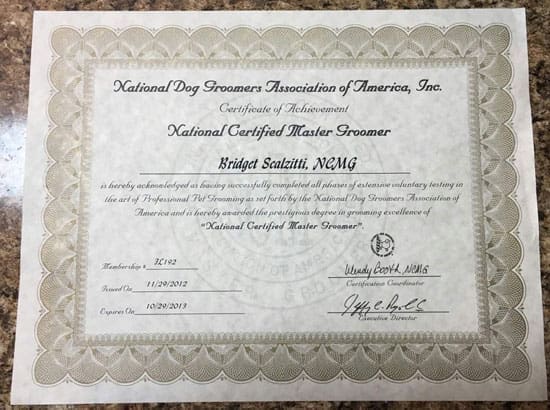 National Dog Groomers Association of America, Inc.
Certificate of Achievement
National Certified Master Groomer
Bridget Scalzitti, NCMG
is hereby acknowledged as having successfully completed all phases of extensive voluntary testing in
the art of Professional Pet Grooming as set forth by the National Dog Groomers Association of
America and is hereby awarded the prestigious degree in grooming excellence of
"National Certified Master Groomer".
Membership # FL192
Wendy Booth, NCMG
Certification Coordinator
Issued On 11/29/2012
Expires On 10/29/2013
Executive Director